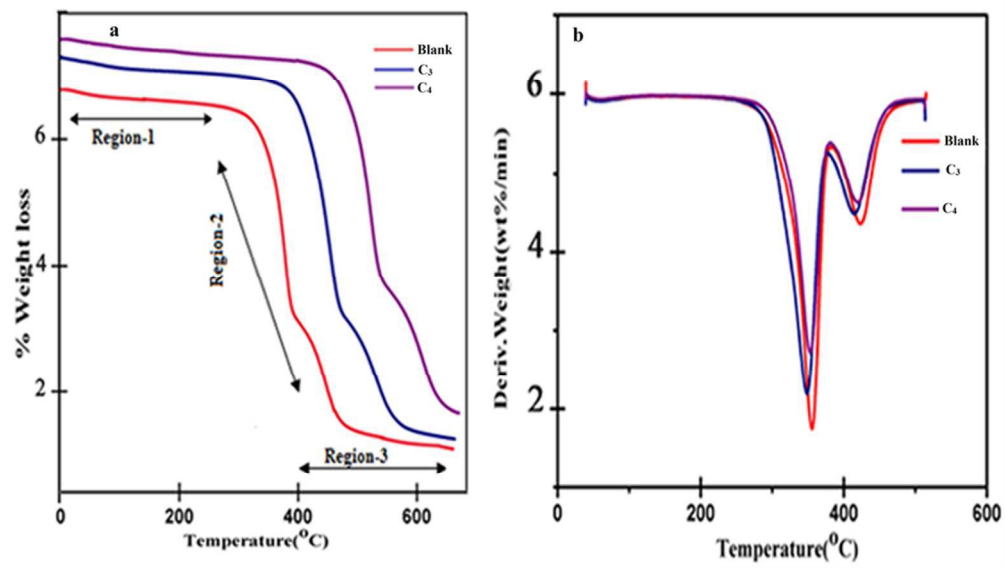 a
Blank
C3
C4
Region-1
Region-2
Region-3
% Weight loss
6
4
2
0
200
400
600
Temperature(°C)
b
Blank
C3
C4
Deriv.Weight(wt%/min)
6
4
2
0
200
400
600
Temperature(°C)